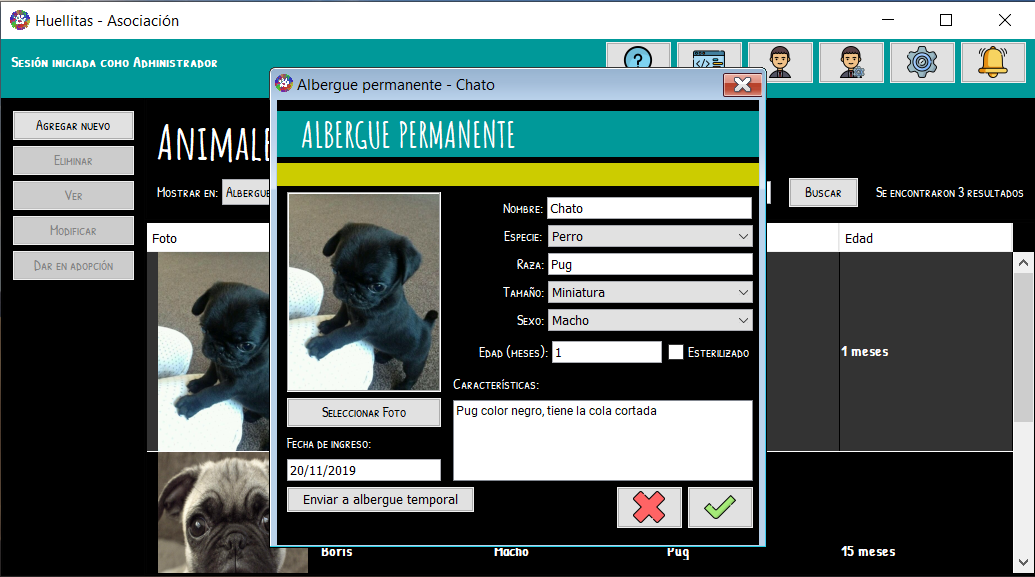 Huellitas - Asociación
Sesión iniciada como Administrador
Albergue permanente - Chato
Agregar nuevo
Eliminar
Ver
Modificar
Dar en adopción
Mostrar en:
Buscar
Se encontraron 3 resultados
Foto
Edad
1 meses
Boris
Macho
Pug
15 meses
ALBERGUE PERMANENTE
Nombre: Chato
Especie: Perro
Raza: Pug
Tamaño: Miniatura
Sexo: Macho
Edad (meses): 1 Esterilizado
Seleccionar Foto
Características:
Pug color negro, tiene la cola cortada
Fecha de ingreso:
20/11/2019
Enviar a albergue temporal